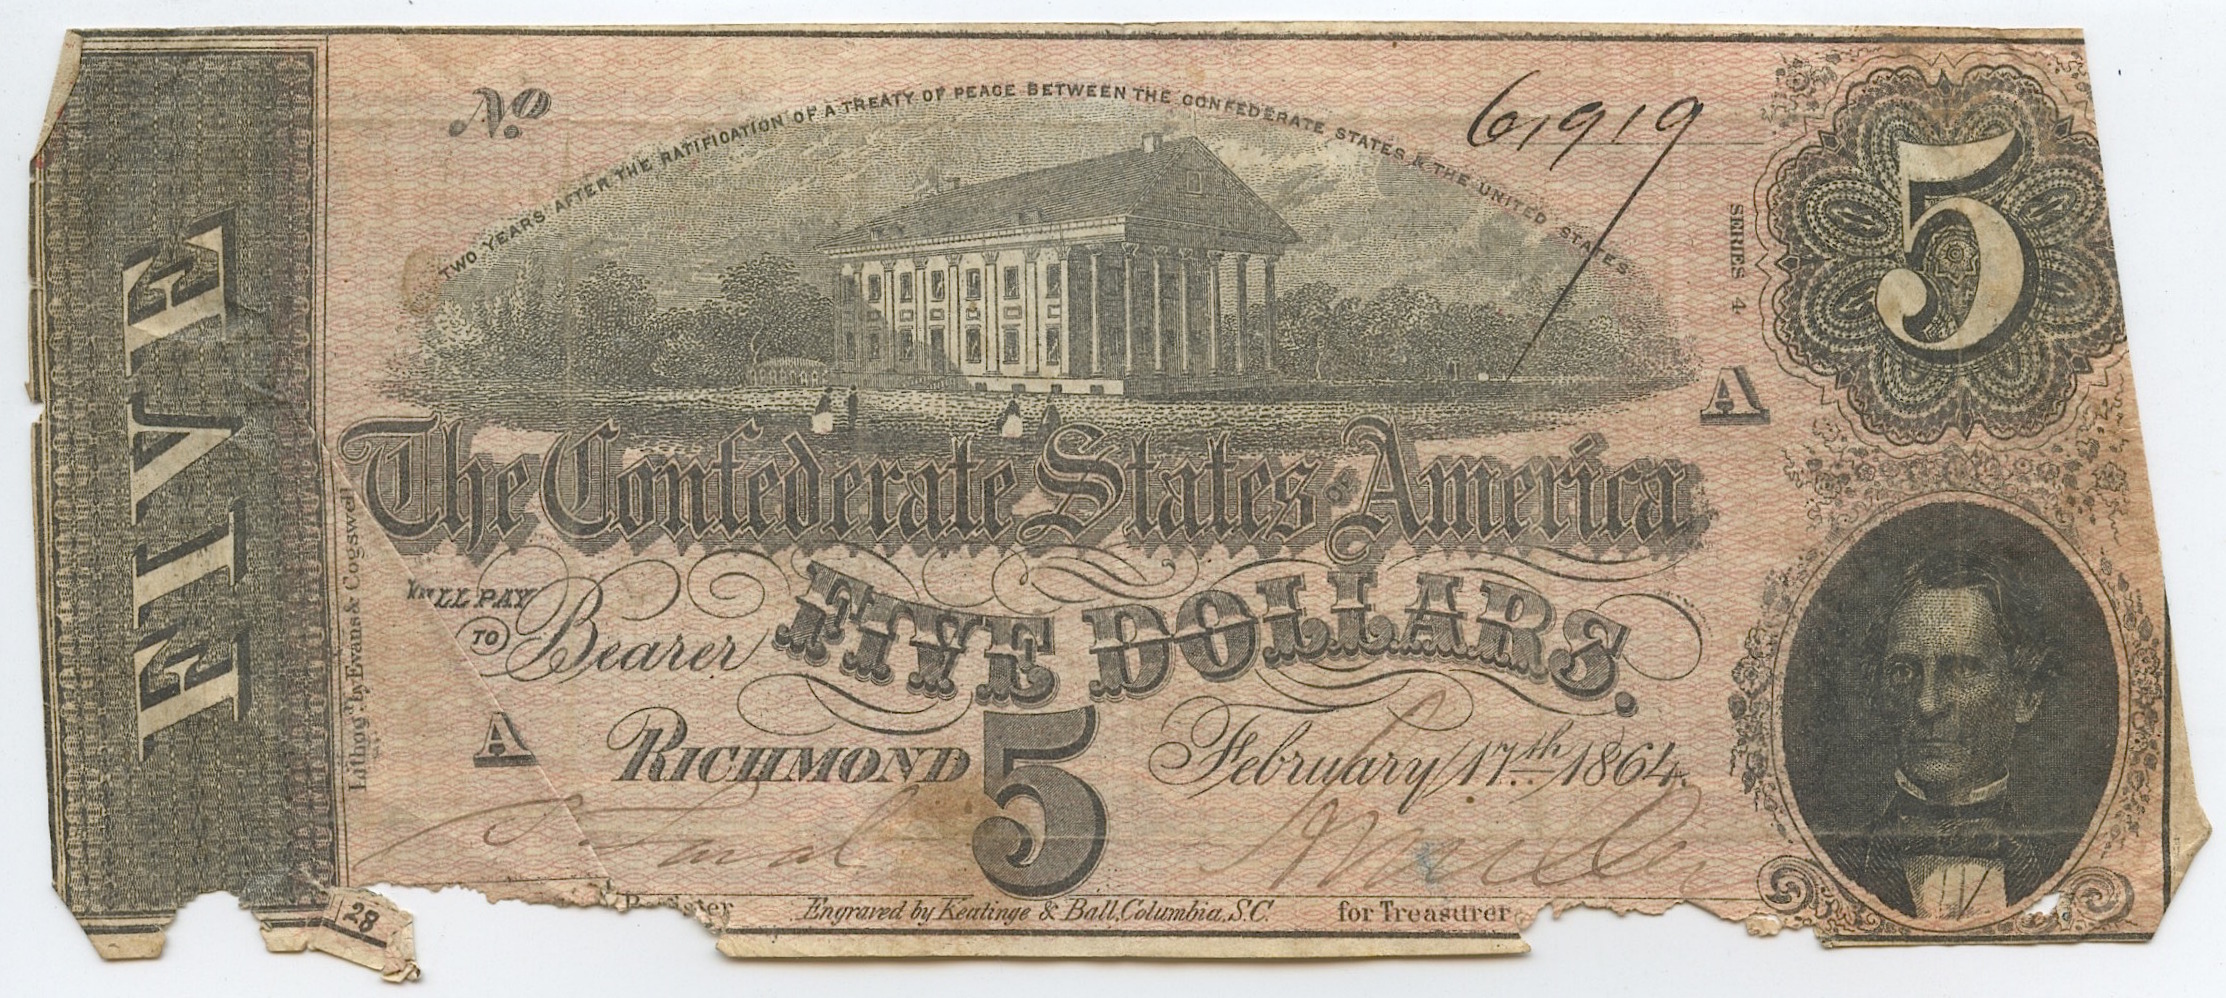 No
61919
TWO YEARS AFTER THE RATIFICATION OF A TREATY OF PEACE BETWEEN THE CONFEDERATE STATES & THE UNITED STATES
5
SERIES 4
FIVE
A
The Confederate States OF America
WILL PAY
TO Bearer FIVE DOLLARS.
Lithog'd by Evans & Cogswell
A
RICHMOND 5 February 17th 1864
Register
Engraved by Keatinge & Ball, Columbia, S.C.
for Treasurer
28